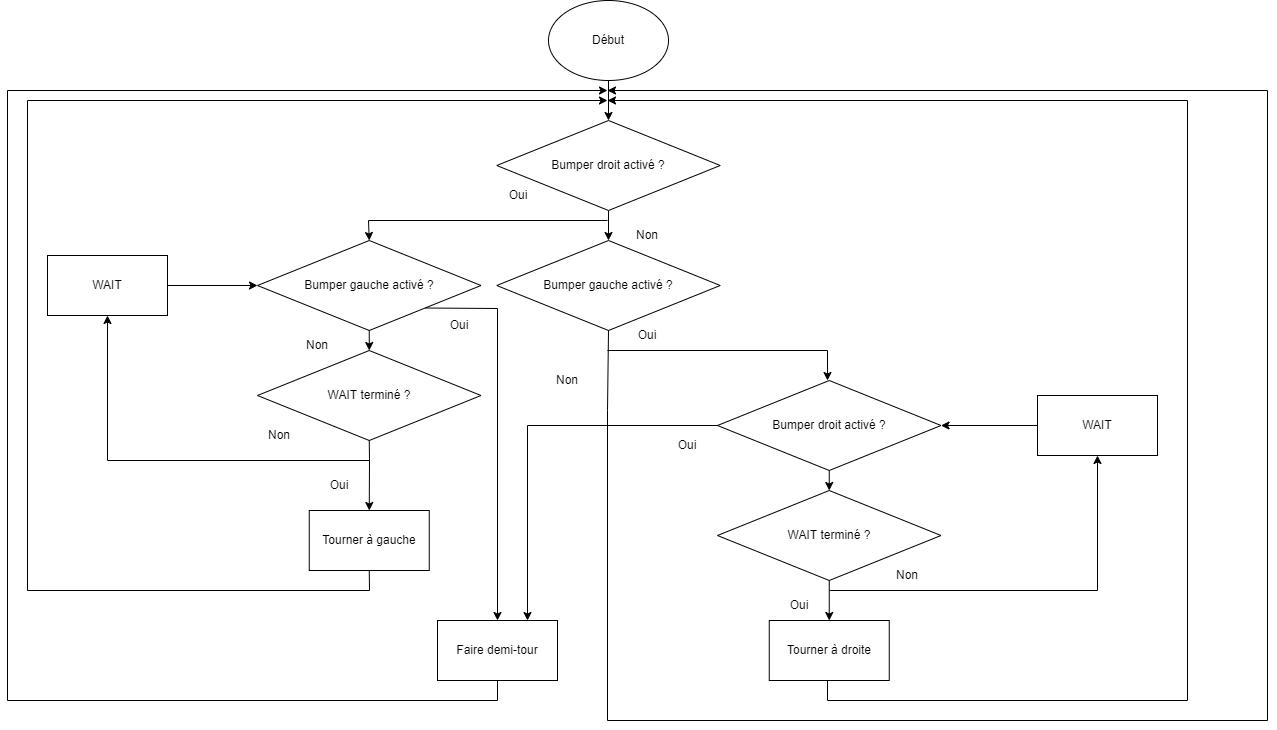 Début
Bumper droit activé ?
Oui
Non
WAIT
Bumper gauche activé ?
Bumper gauche activé ?
Oui
Oui
Non
Non
WAIT terminé ?
Bumper droit activé ?
WAIT
Non
Oui
Oui
WAIT terminé ?
Tourner à gauche
Non
Oui
Faire demi-tour
Tourner à droite